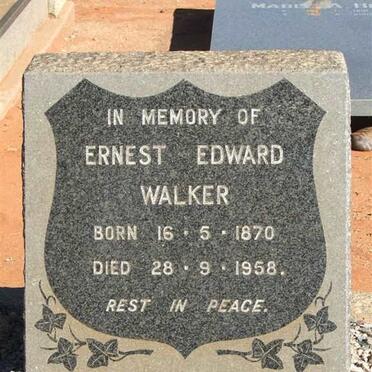 IN MEMORY OF
ERNEST EDWARD
WALKER
BORN 16 · 5 · 1870
DIED 28 · 9 · 1958.
REST IN PEACE.